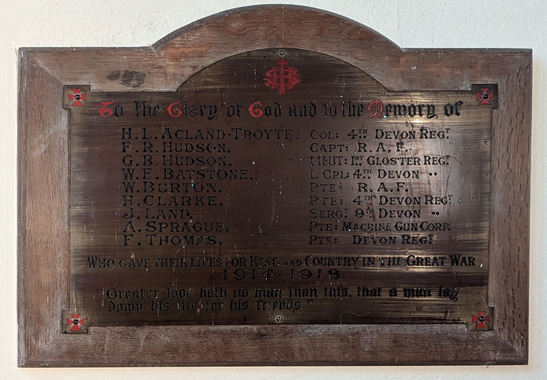 To the Glory of God and to the Memory of
H. L. ACLAND-TROYTE. COL: 4TH DEVON REGT
F. R. HUDSON. CAPT: R. A. F.
G. B. HUDSON. LIEUT: 1ST GLOSTER REGT
W. F. BATSTONE. L CPL: 4TH DEVON "
W. BURTON. PTE: R. A. F.
H. CLARKE. PTE: 4TH DEVON REGT
J. LAND. SERGT 9TH DEVON "
A. SPRAGUE. PTE: MACHINE GUN CORP.
F. THOMAS. PTE: DEVON REGT
WHO GAVE THEIR LIVES FOR KING AND COUNTRY IN THE GREAT WAR
1914 1918
"Greater love hath no man than this, that a man lay
down his life for his friends."